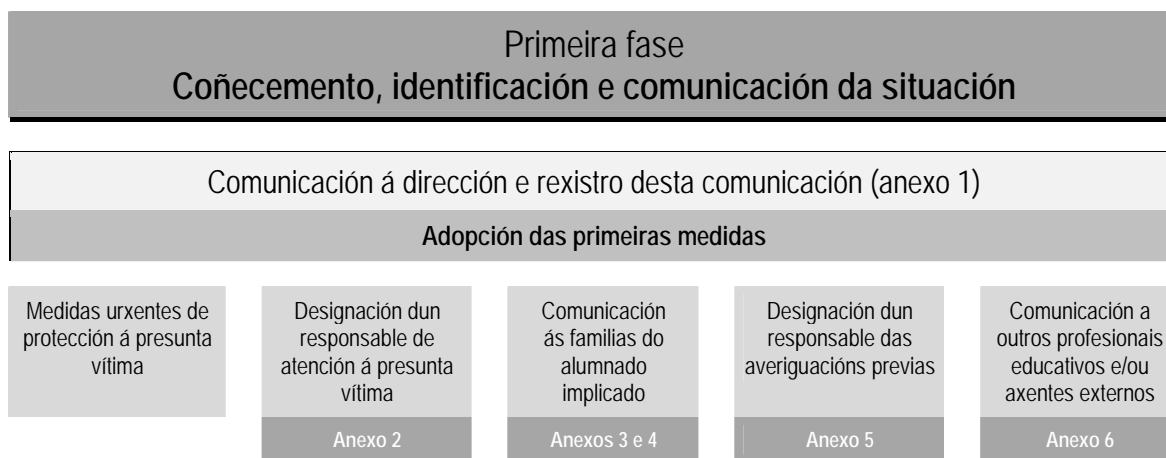 Primeira fase
Coñecemento, identificación e comunicación da situación
Comunicación á dirección e rexistro desta comunicación (anexo 1)
Adopción das primeiras medidas
Medidas urxentes de
protección á presunta
vítima
Designación dun
responsable de
atención á presunta
vítima
Anexo 2
Comunicación
ás familias do
alumnado
implicado
Anexos 3 e 4
Designación dun
responsable das
averiguacións previas
Anexo 5
Comunicación a
outros profesionais
educativos e/ou
axentes externos
Anexo 6